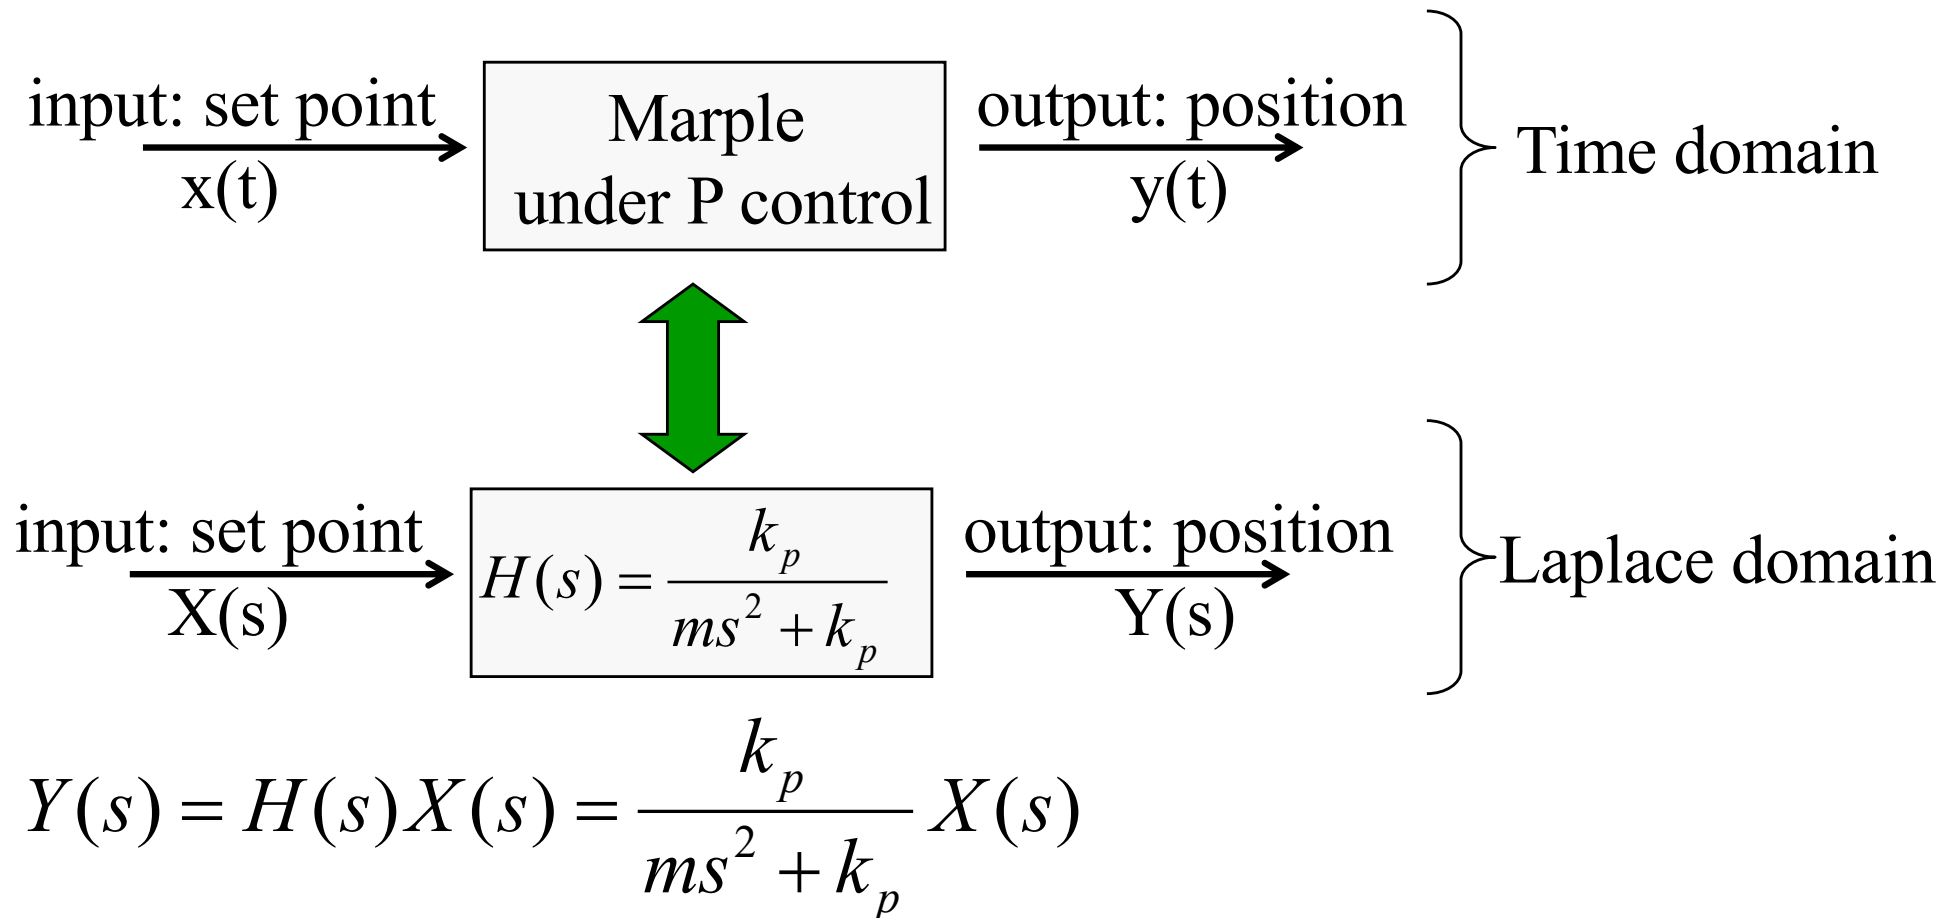 input: set point
x(t)
Marple
under P control
output: position
y(t)
Time domain
input: set point
X(s)
H(s) = k_p / (ms^2 + k_p)
output: position
Y(s)
Laplace domain
Y(s) = H(s)X(s) = k_p / (ms^2 + k_p) X(s)